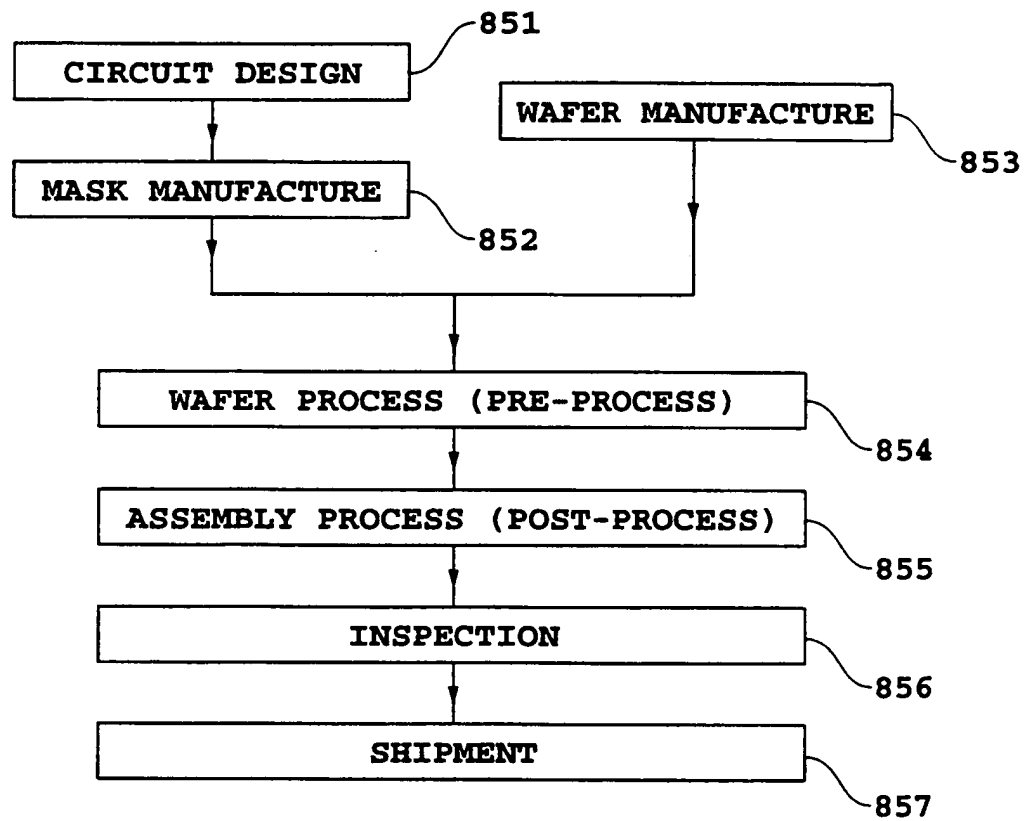 851
CIRCUIT DESIGN
WAFER MANUFACTURE
853
MASK MANUFACTURE
852
WAFER PROCESS (PRE-PROCESS)
854
ASSEMBLY PROCESS (POST-PROCESS)
855
INSPECTION
856
SHIPMENT
857